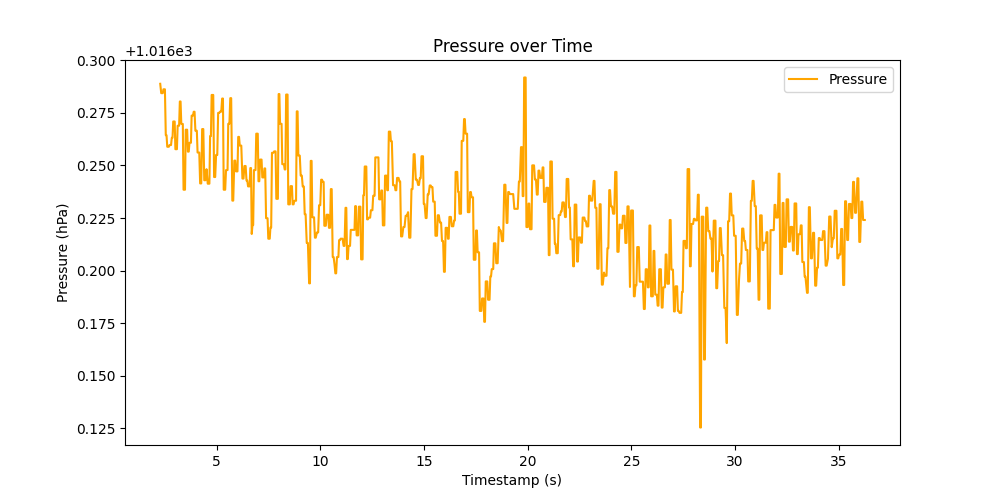 Pressure over Time
+1.016e3
Pressure
0.300
0.275
0.250
0.225
0.200
0.175
0.150
0.125
Pressure (hPa)
5 10 15 20 25 30 35
Timestamp (s)